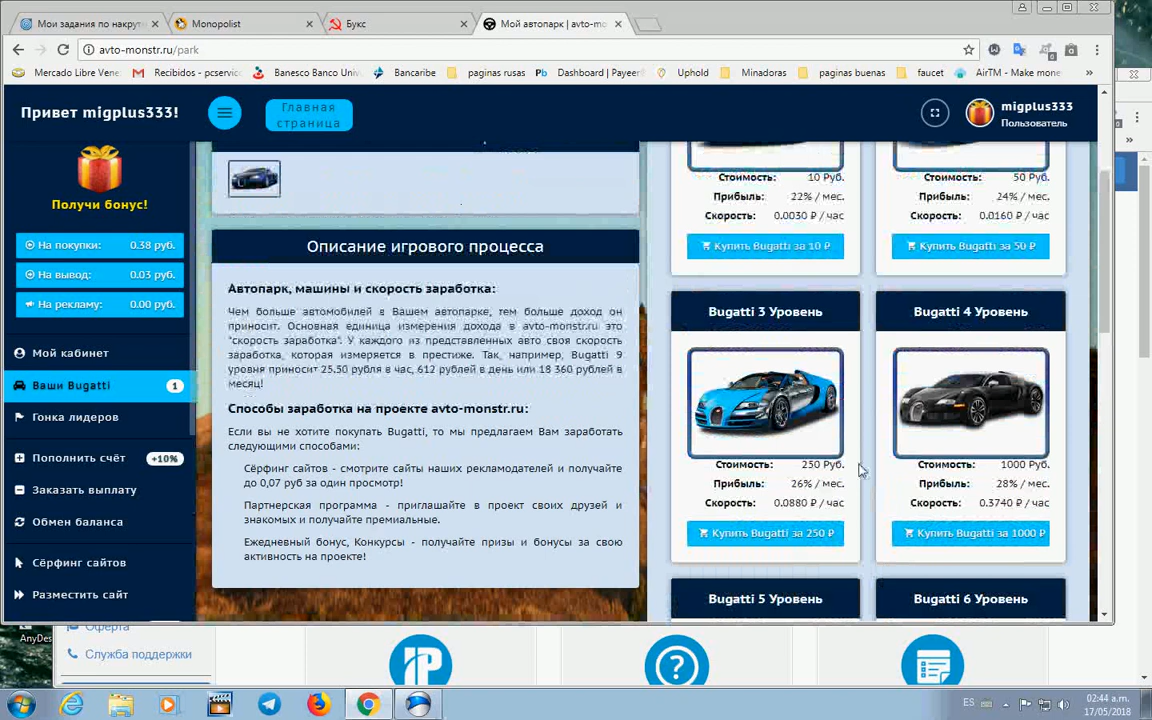 Мои задания по накрут
Monopolist
Букс
Мой автопарк | avto-mo
avto-monstr.ru/park
Mercado Libre Vene
Recibidos - pcservic
Banesco Banco Univ
Bancaribe
paginas rusas
Dashboard | Payeer
Uphold
Minadoras
paginas buenas
faucet
AirTM - Make mone
Привет migplus333!
Главная
страница
migplus333
Пользователь
Получи бонус!
На покупки: 0.38 руб.
На вывод: 0.03 руб.
На рекламу: 0.00 руб.
Мой кабинет
Ваши Bugatti 1
Гонка лидеров
Пополнить счёт +10%
Заказать выплату
Обмен баланса
Сёрфинг сайтов
Разместить сайт
Описание игрового процесса
Автопарк, машины и скорость заработка:
Чем больше автомобилей в Вашем автопарке, тем больше доход он
приносит. Основная единица измерения дохода в avto-monstr.ru это
"скорость заработка". У каждого из представленных авто своя скорость
заработка, которая измеряется в престиже. Так, например, Bugatti 9
уровня приносит 25.50 рубля в час, 612 рублей в день или 18 360 рублей в
месяц!
Способы заработка на проекте avto-monstr.ru:
Если вы не хотите покупать Bugatti, то мы предлагаем Вам заработать
следующими способами:
Сёрфинг сайтов - смотрите сайты наших рекламодателей и получайте
до 0,07 руб за один просмотр!
Партнерская программа - приглашайте в проект своих друзей и
знакомых и получайте премиальные.
Ежедневный бонус, Конкурсы - получайте призы и бонусы за свою
активность на проекте!
Стоимость: 10 Руб.
Прибыль: 22% / мес.
Скорость: 0.0030 ₽ / час
Купить Bugatti за 10 ₽
Стоимость: 50 Руб.
Прибыль: 24% / мес.
Скорость: 0.0160 ₽ / час
Купить Bugatti за 50 ₽
Bugatti 3 Уровень
Стоимость: 250 Руб.
Прибыль: 26% / мес.
Скорость: 0.0880 ₽ / час
Купить Bugatti за 250 ₽
Bugatti 4 Уровень
Стоимость: 1000 Руб.
Прибыль: 28% / мес.
Скорость: 0.3740 ₽ / час
Купить Bugatti за 1000 ₽
Bugatti 5 Уровень
Bugatti 6 Уровень
AnyDes
Оферта
Служба поддержки
ES
02:44 a.m.
17/05/2018